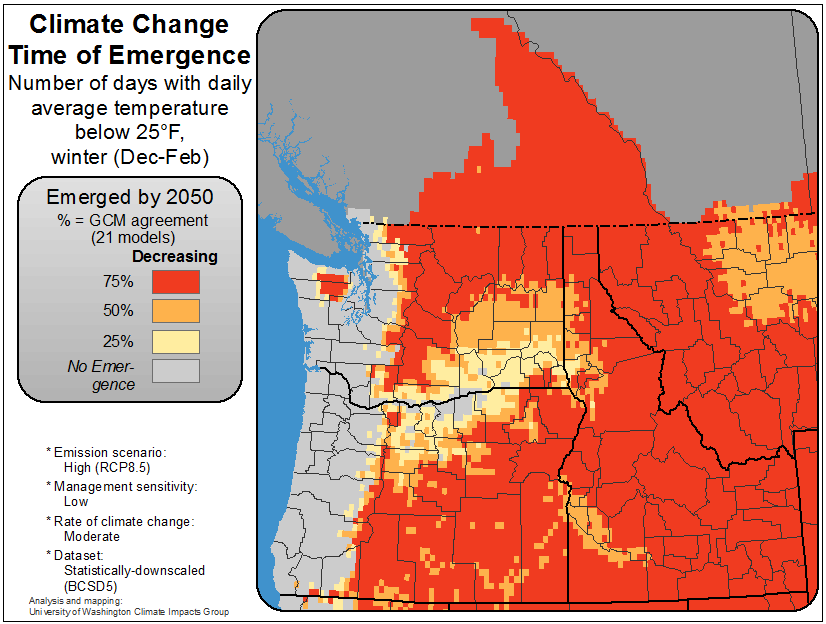 Climate Change
Time of Emergence
Number of days with daily
average temperature
below 25°F,
winter (Dec-Feb)
Emerged by 2050
% = GCM agreement
(21 models)
Decreasing
75%
50%
25%
No Emer-
gence
* Emission scenario:
High (RCP8.5)
* Management sensitivity:
Low
* Rate of climate change:
Moderate
* Dataset:
Statistically-downscaled
(BCSD5)
Analysis and mapping:
University of Washington Climate Impacts Group